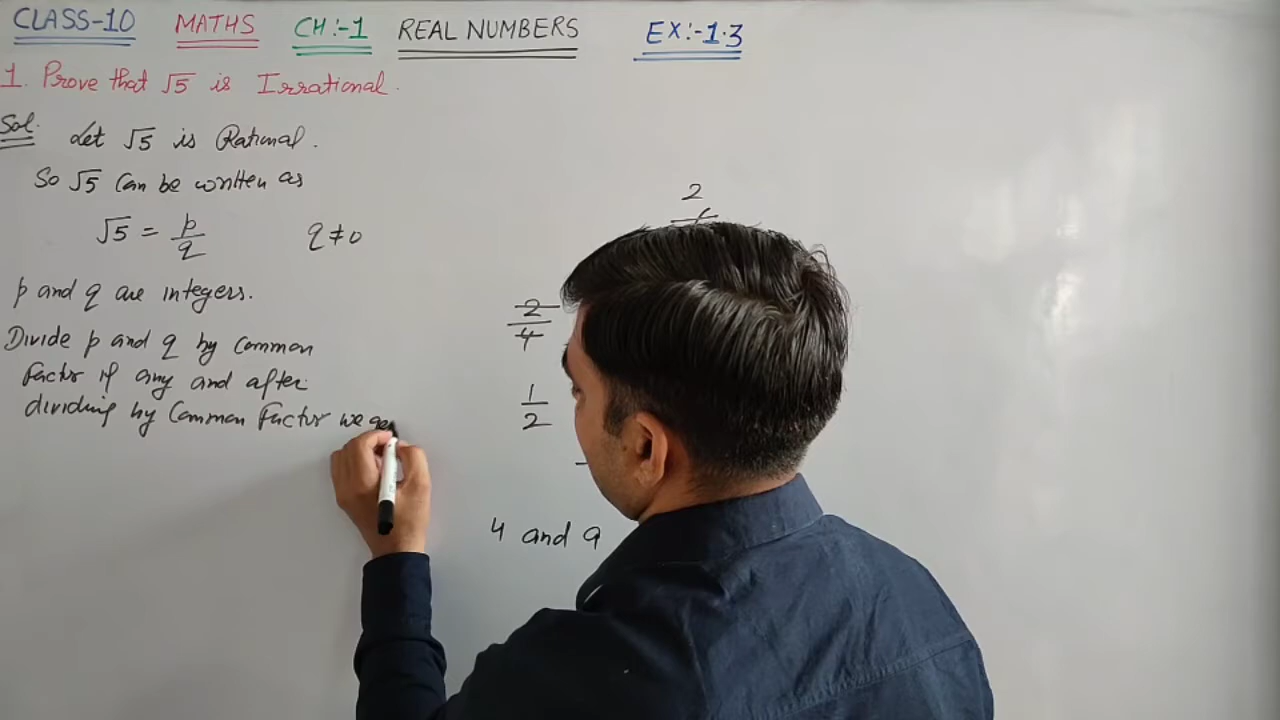 CLASS-10 MATHS CH:-1 REAL NUMBERS EX:-1.3
1. Prove that √5 is Irrational.
Sol. Let √5 is Rational.
So √5 Can be written as
√5 = p/q q ≠ 0
p and q are integers.
Divide p and q by Common
Factor if any and after
dividing by Common Factor we ge
2
2/4
1/2
4 and 9